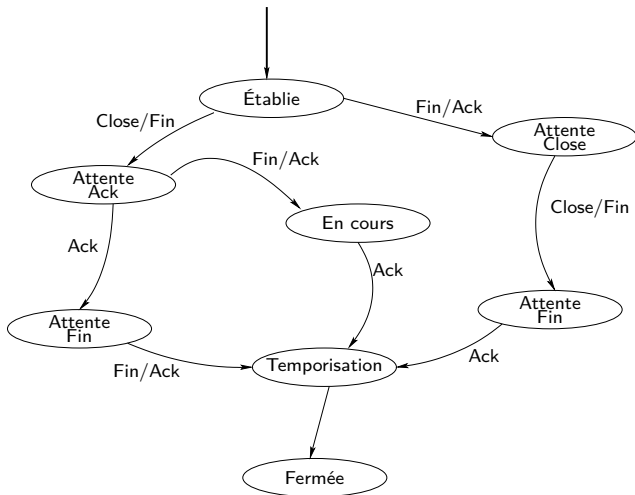 Établie
Close/Fin
Fin/Ack
Attente
Close
Attente
Ack
Fin/Ack
En cours
Close/Fin
Ack
Ack
Attente
Fin
Attente
Fin
Fin/Ack
Temporisation
Ack
Fermée